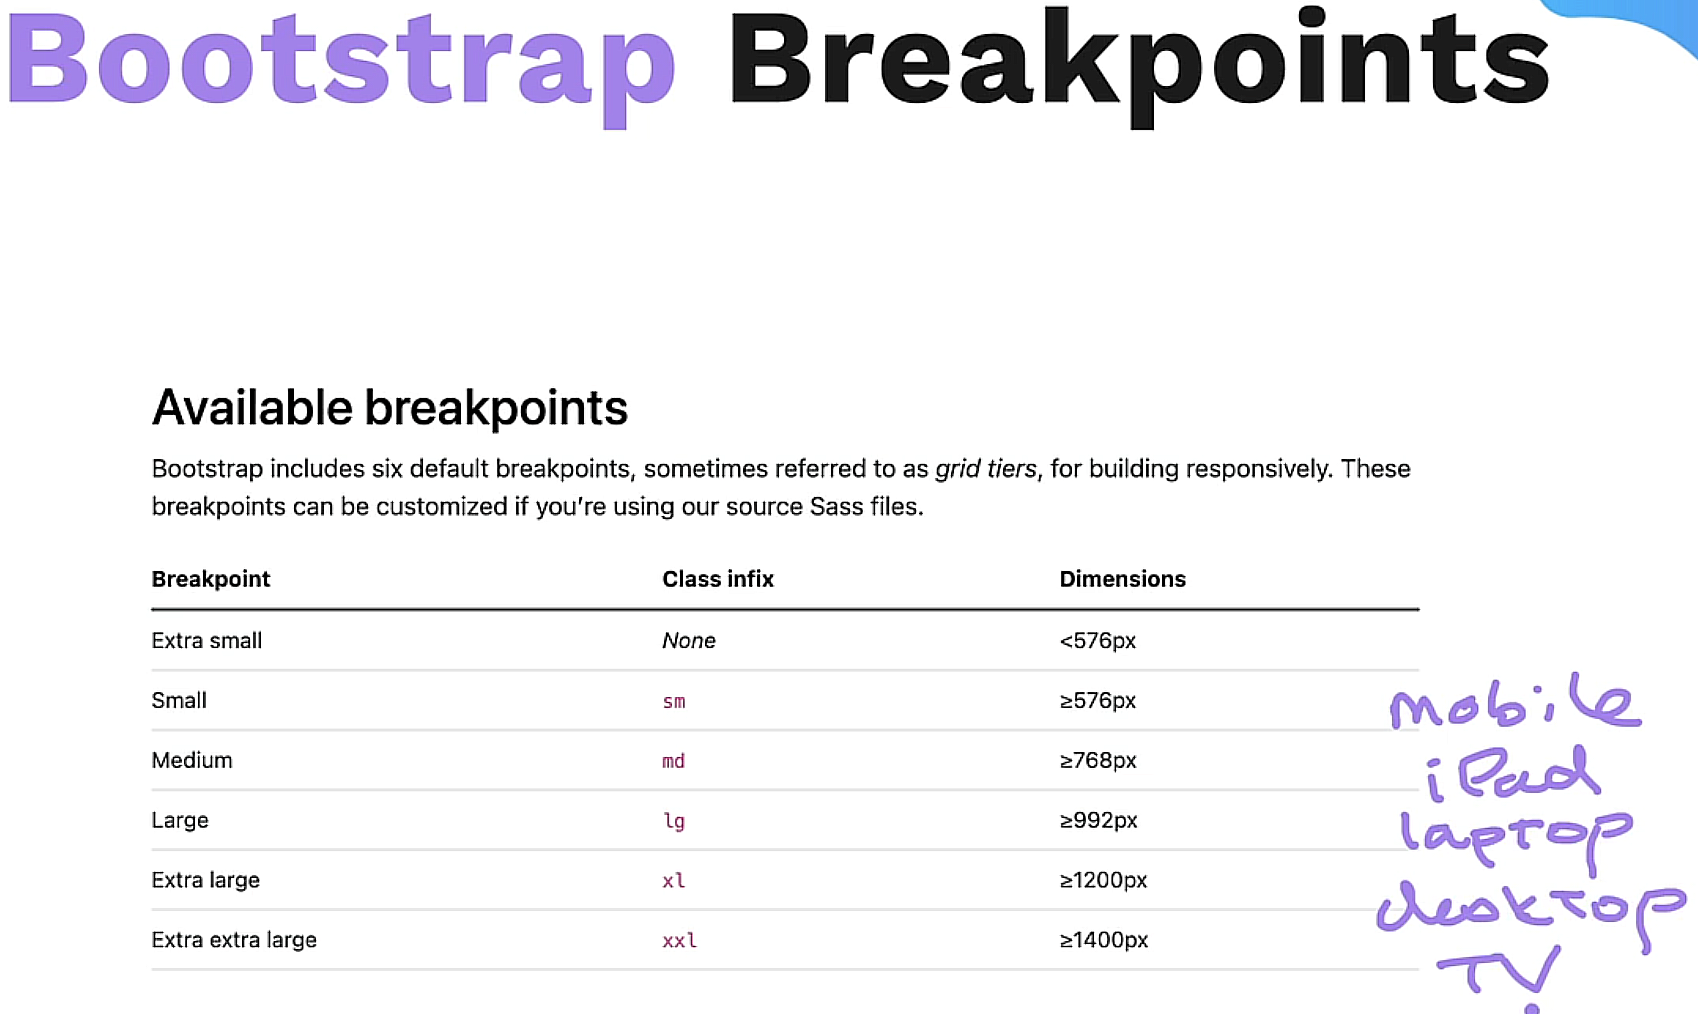 Bootstrap Breakpoints
Available breakpoints
Bootstrap includes six default breakpoints, sometimes referred to as grid tiers, for building responsively. These
breakpoints can be customized if you’re using our source Sass files.
Breakpoint Class infix Dimensions
Extra small None <576px
Small sm ≥576px mobile
Medium md ≥768px iPad
Large lg ≥992px laptop
Extra large xl ≥1200px desktop
Extra extra large xxl ≥1400px TV